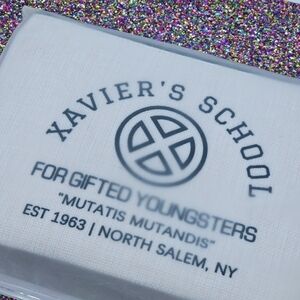 XAVIER'S SCHOOL
FOR GIFTED YOUNGSTERS
"MUTATIS MUTANDIS"
EST 1963 | NORTH SALEM, NY